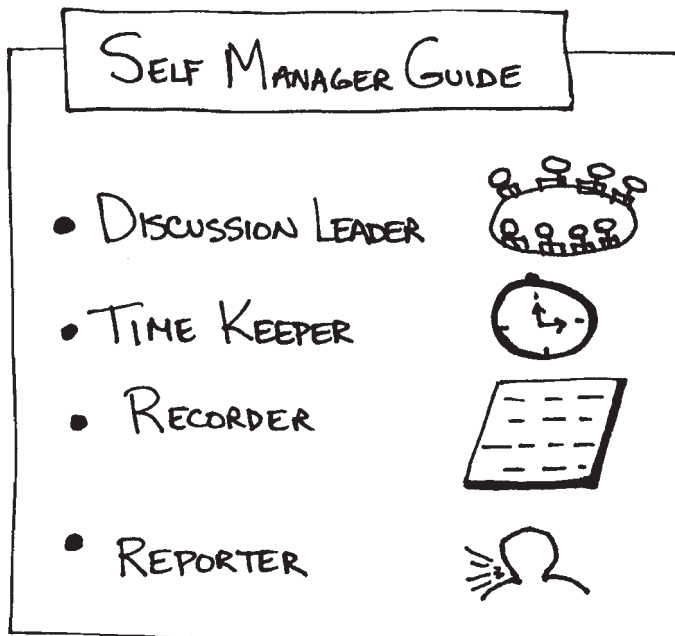 SELF MANAGER GUIDE
• DISCUSSION LEADER
• TIME KEEPER
• RECORDER
• REPORTER